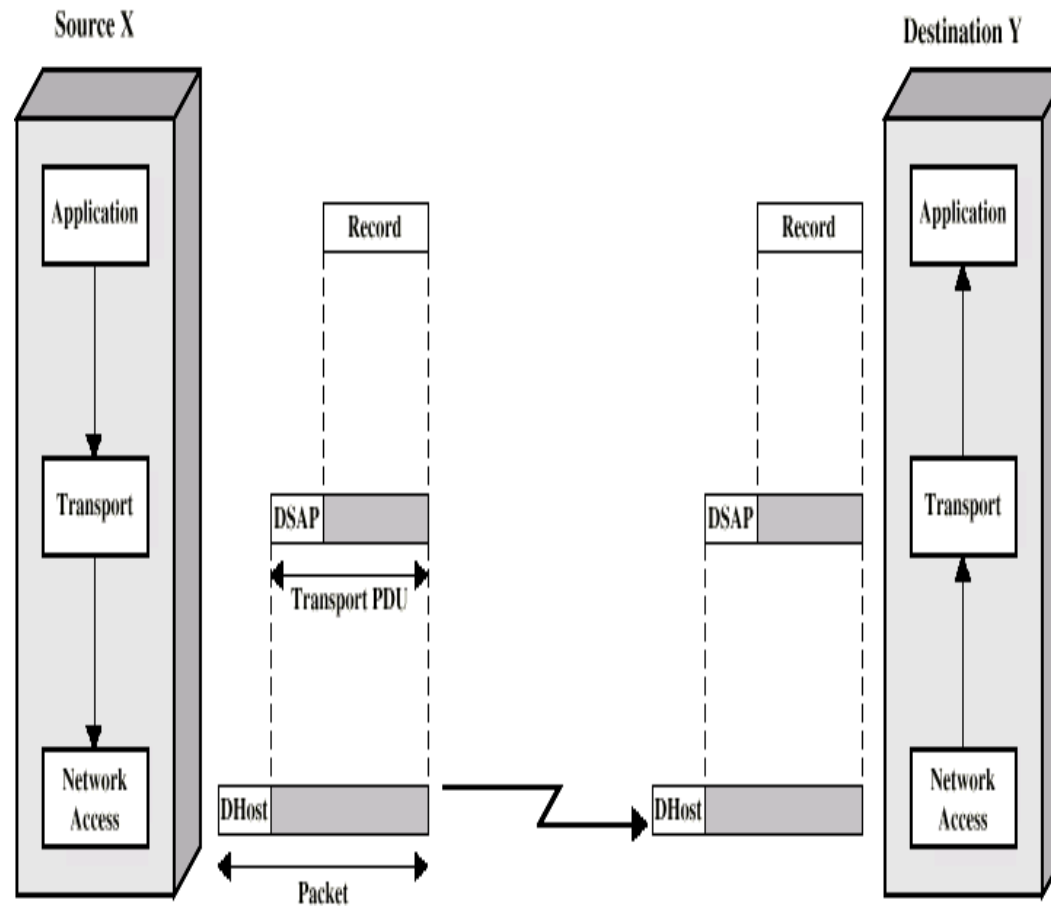 Source X
Destination Y
Application
Record
Record
Application
Transport
DSAP
DSAP
Transport
Transport PDU
Network
Access
DHost
DHost
Network
Access
Packet